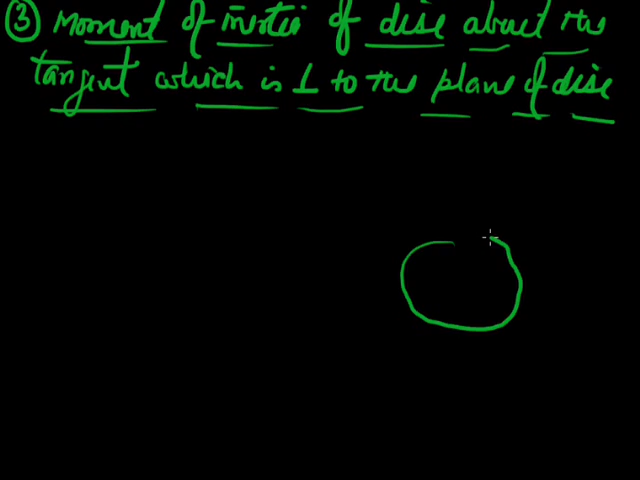 ③ Moment of inertia of disc about the
tangent which is ⊥ to the plane of disc